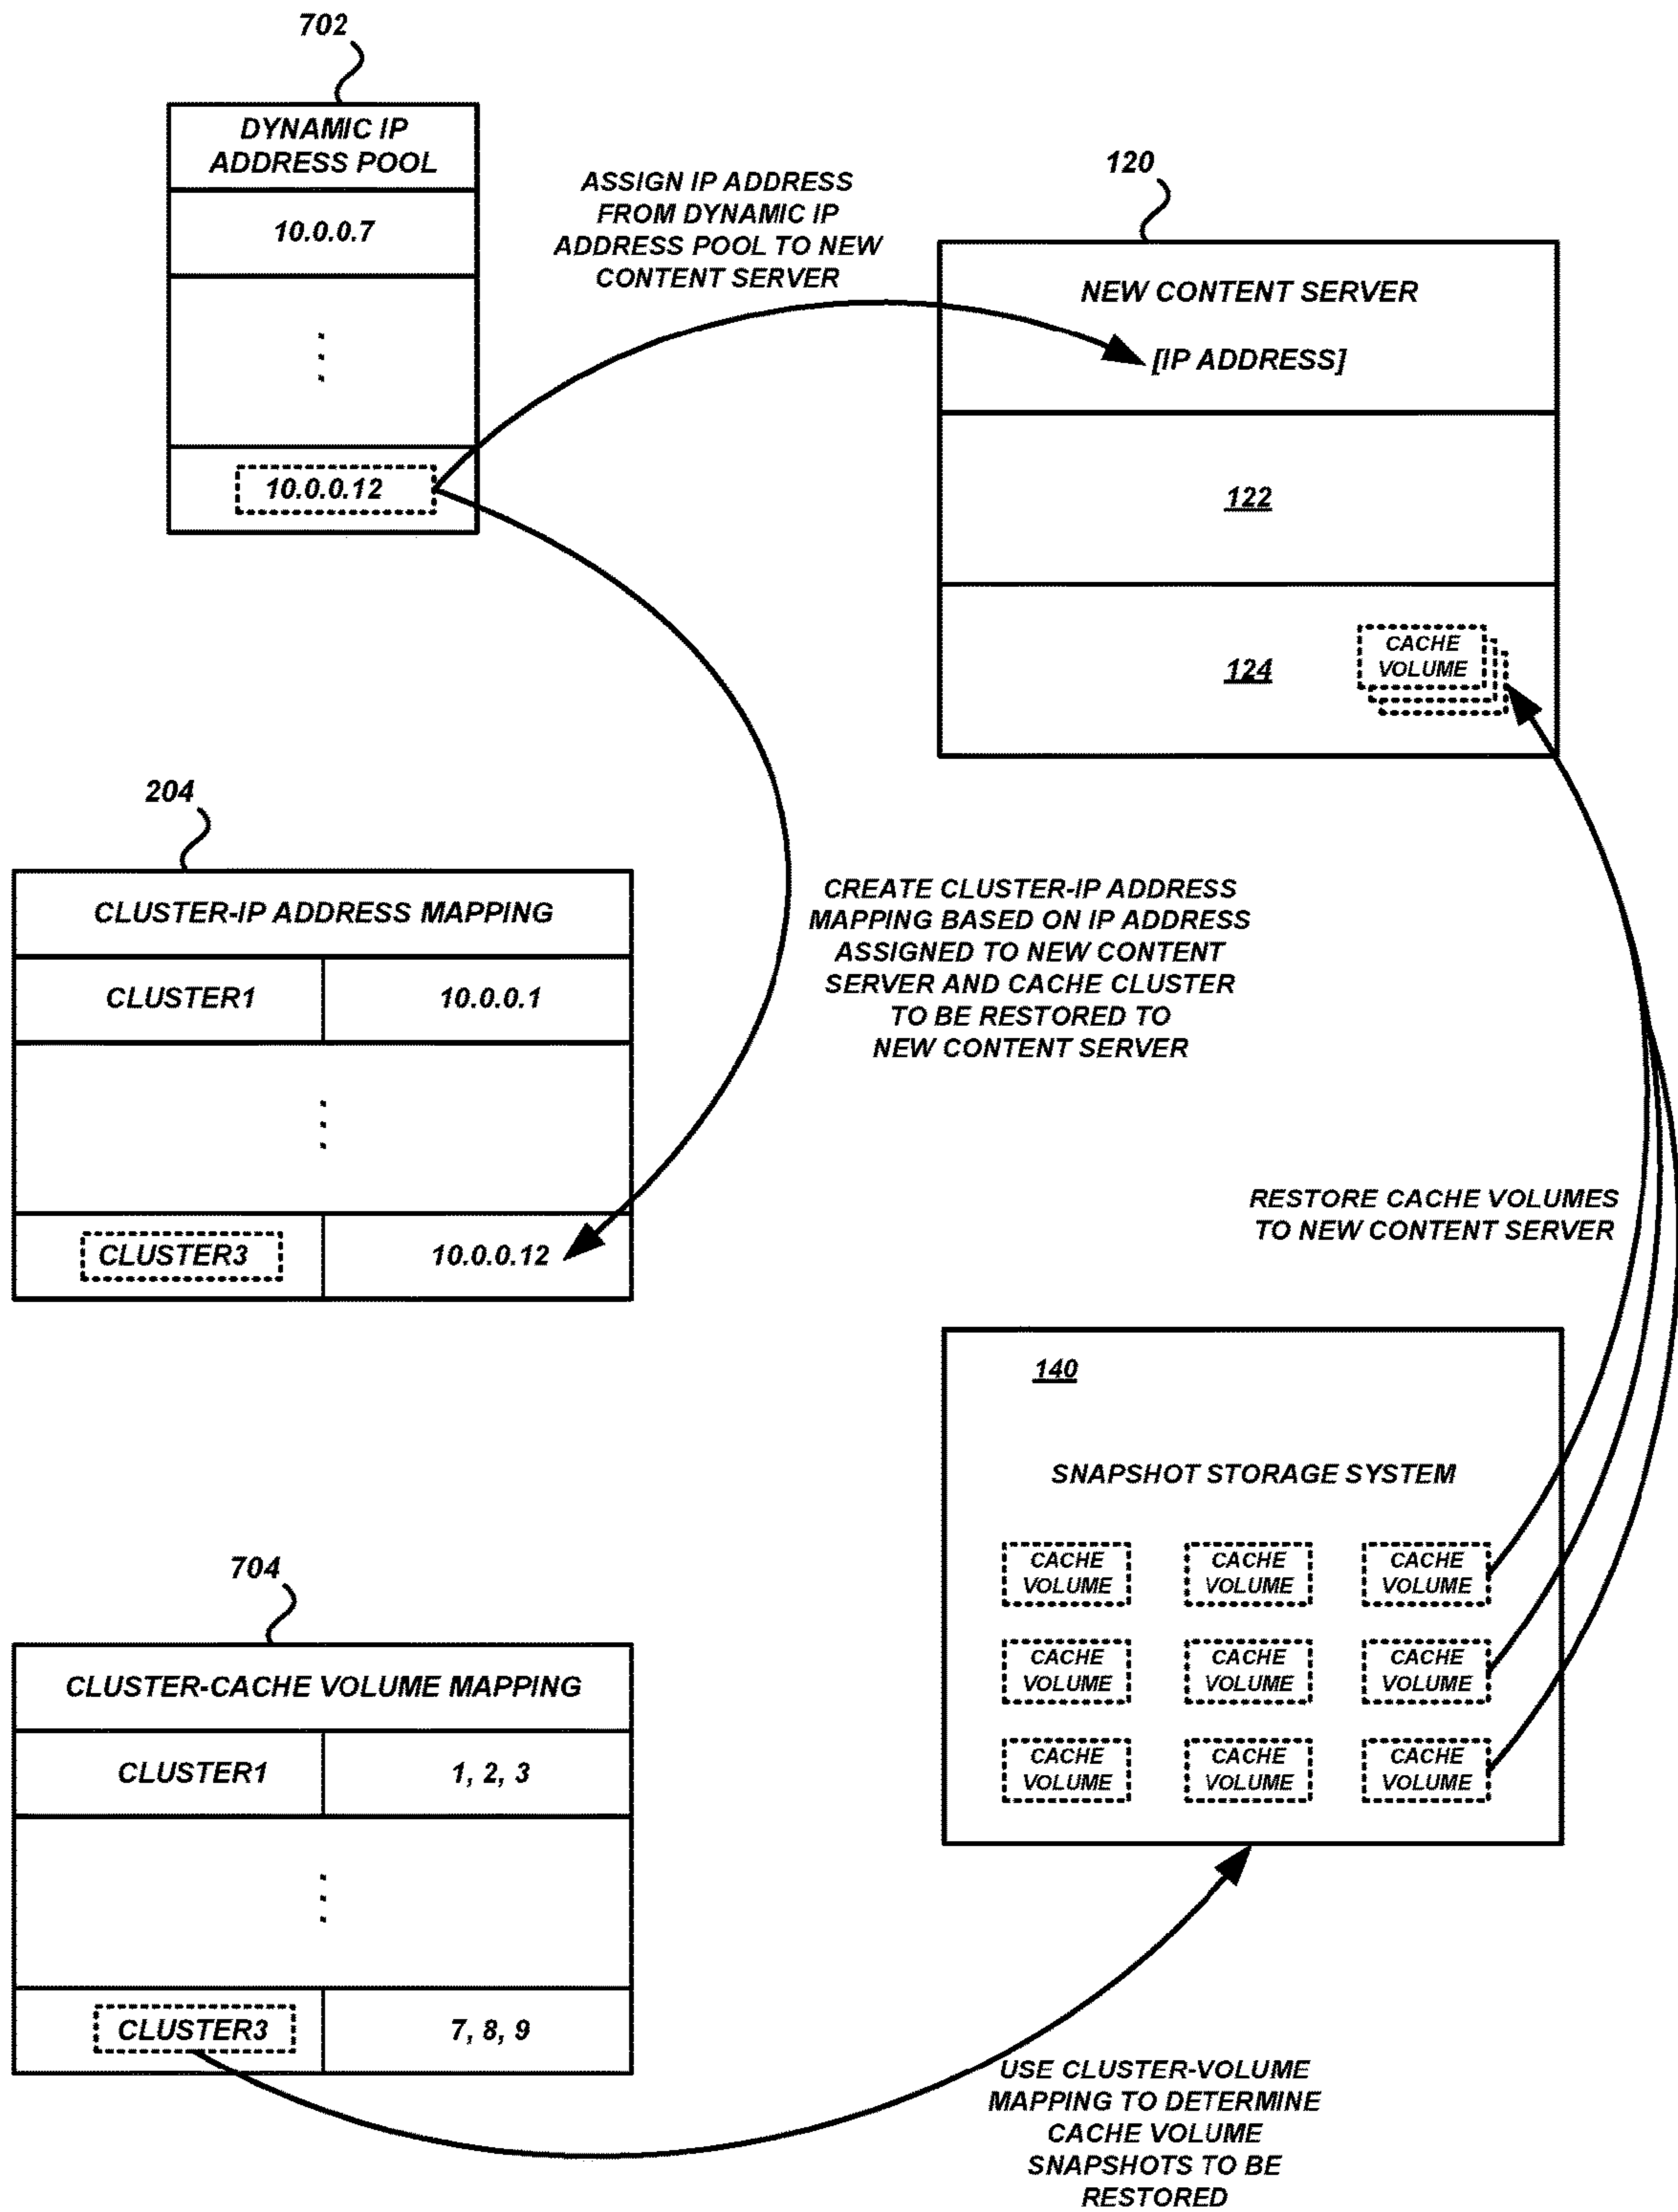 702
DYNAMIC IP
ADDRESS POOL
10.0.0.7
10.0.0.12
ASSIGN IP ADDRESS
FROM DYNAMIC IP
ADDRESS POOL TO NEW
CONTENT SERVER
120
NEW CONTENT SERVER
[IP ADDRESS]
122
124
CACHE
VOLUME
204
CLUSTER-IP ADDRESS MAPPING
CLUSTER1
10.0.0.1
CLUSTER3
10.0.0.12
CREATE CLUSTER-IP ADDRESS
MAPPING BASED ON IP ADDRESS
ASSIGNED TO NEW CONTENT
SERVER AND CACHE CLUSTER
TO BE RESTORED TO
NEW CONTENT SERVER
RESTORE CACHE VOLUMES
TO NEW CONTENT SERVER
140
SNAPSHOT STORAGE SYSTEM
CACHE
VOLUME
CACHE
VOLUME
CACHE
VOLUME
CACHE
VOLUME
CACHE
VOLUME
CACHE
VOLUME
CACHE
VOLUME
CACHE
VOLUME
CACHE
VOLUME
704
CLUSTER-CACHE VOLUME MAPPING
CLUSTER1
1, 2, 3
CLUSTER3
7, 8, 9
USE CLUSTER-VOLUME
MAPPING TO DETERMINE
CACHE VOLUME
SNAPSHOTS TO BE
RESTORED